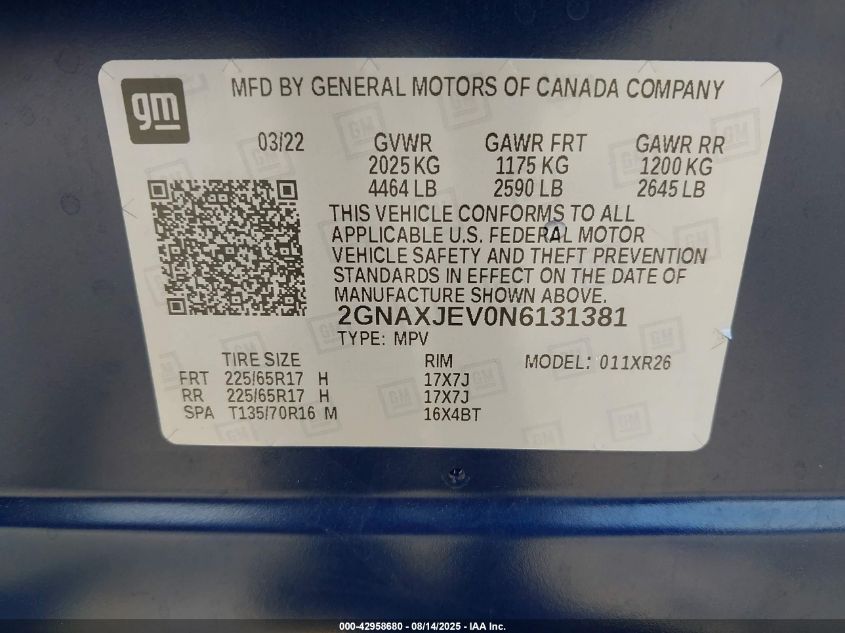 gm
MFD BY GENERAL MOTORS OF CANADA COMPANY
03/22 GVWR GAWR FRT GAWR RR
2025 KG 1175 KG 1200 KG
4464 LB 2590 LB 2645 LB
THIS VEHICLE CONFORMS TO ALL
APPLICABLE U.S. FEDERAL MOTOR
VEHICLE SAFETY AND THEFT PREVENTION
STANDARDS IN EFFECT ON THE DATE OF
MANUFACTURE SHOWN ABOVE.
2GNAXJEV0N6131381
TYPE: MPV
TIRE SIZE RIM MODEL: 011XR26
FRT 225/65R17 H 17X7J
RR 225/65R17 H 17X7J
SPA T135/70R16 M 16X4BT
000-42958680 - 08/14/2025 - IAA Inc.